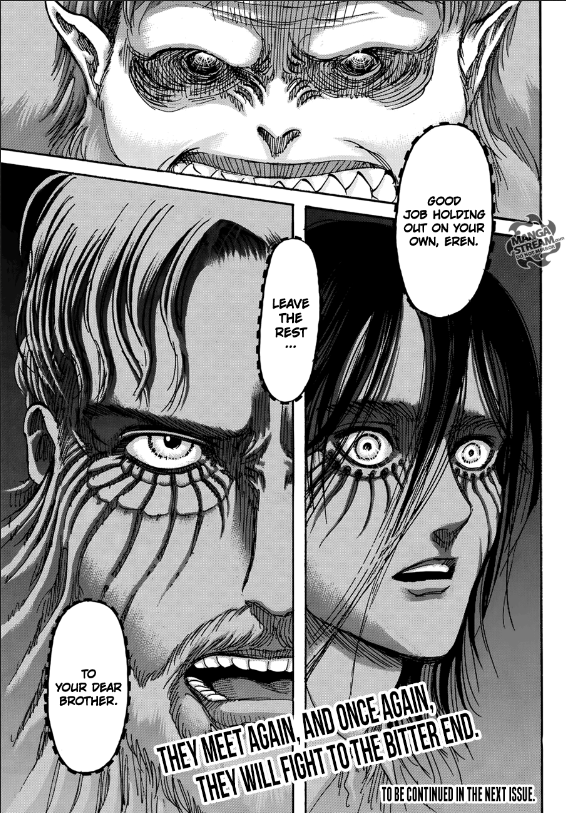 GOOD
JOB HOLDING
OUT ON YOUR
OWN, EREN.
MANGA
STREAM.COM
LEAVE
THE
REST
...
TO
YOUR DEAR
BROTHER.
THEY MEET AGAIN, AND ONCE AGAIN,
THEY WILL FIGHT TO THE BITTER END.
TO BE CONTINUED IN THE NEXT ISSUE.